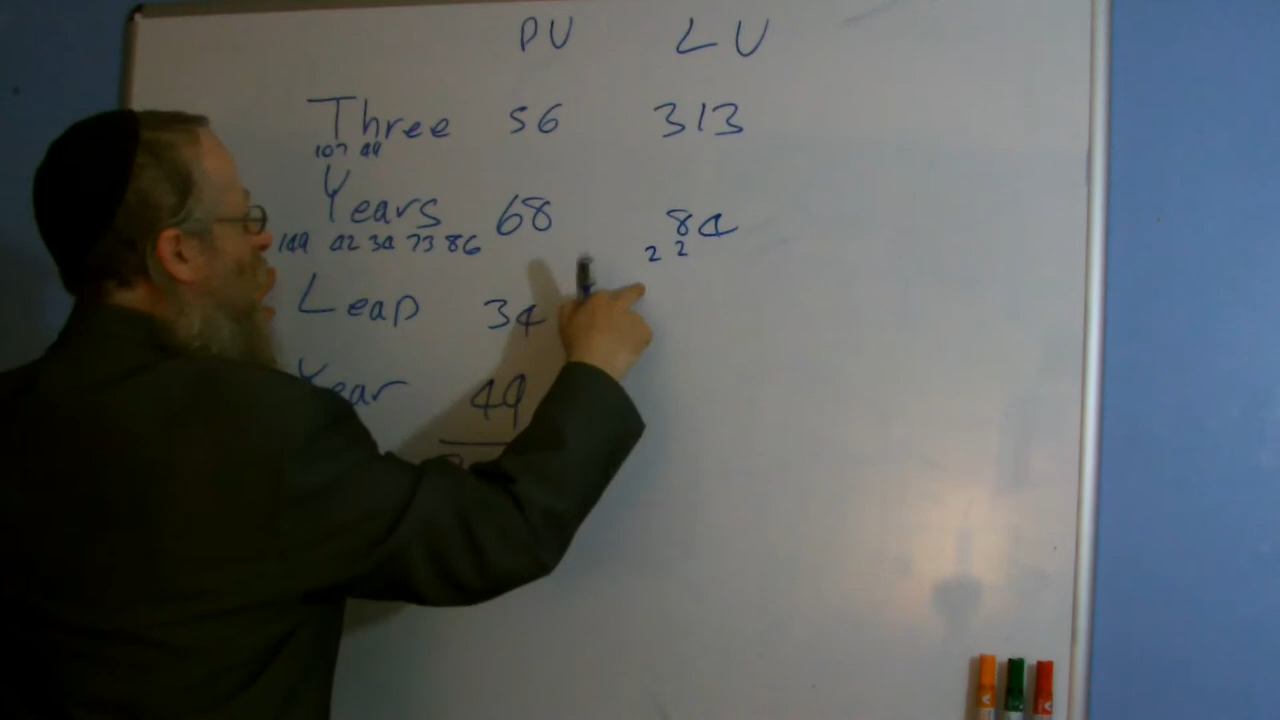 PU LU
Three 56 313
107 44
Years 68 84
149 42 34 73 86 2 2
Leap 34
Year 49